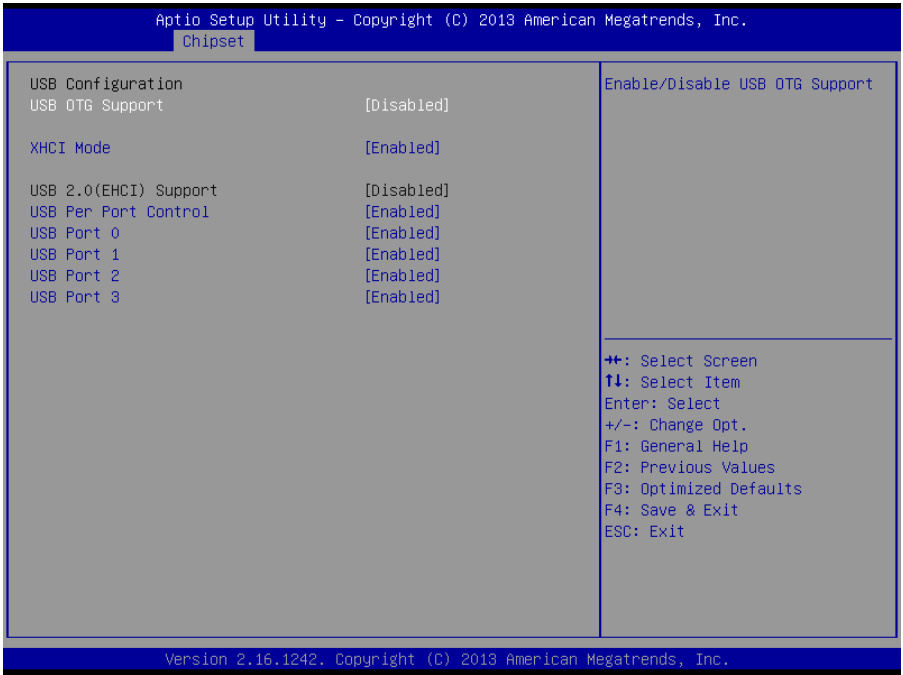 Aptio Setup Utility – Copyright (C) 2013 American Megatrends, Inc.
Chipset
USB Configuration
USB OTG Support [Disabled]
XHCI Mode [Enabled]
USB 2.0(EHCI) Support [Disabled]
USB Per Port Control [Enabled]
USB Port 0 [Enabled]
USB Port 1 [Enabled]
USB Port 2 [Enabled]
USB Port 3 [Enabled]
Enable/Disable USB OTG Support
→←: Select Screen
↑↓: Select Item
Enter: Select
+/-: Change Opt.
F1: General Help
F2: Previous Values
F3: Optimized Defaults
F4: Save & Exit
ESC: Exit
Version 2.16.1242. Copyright (C) 2013 American Megatrends, Inc.